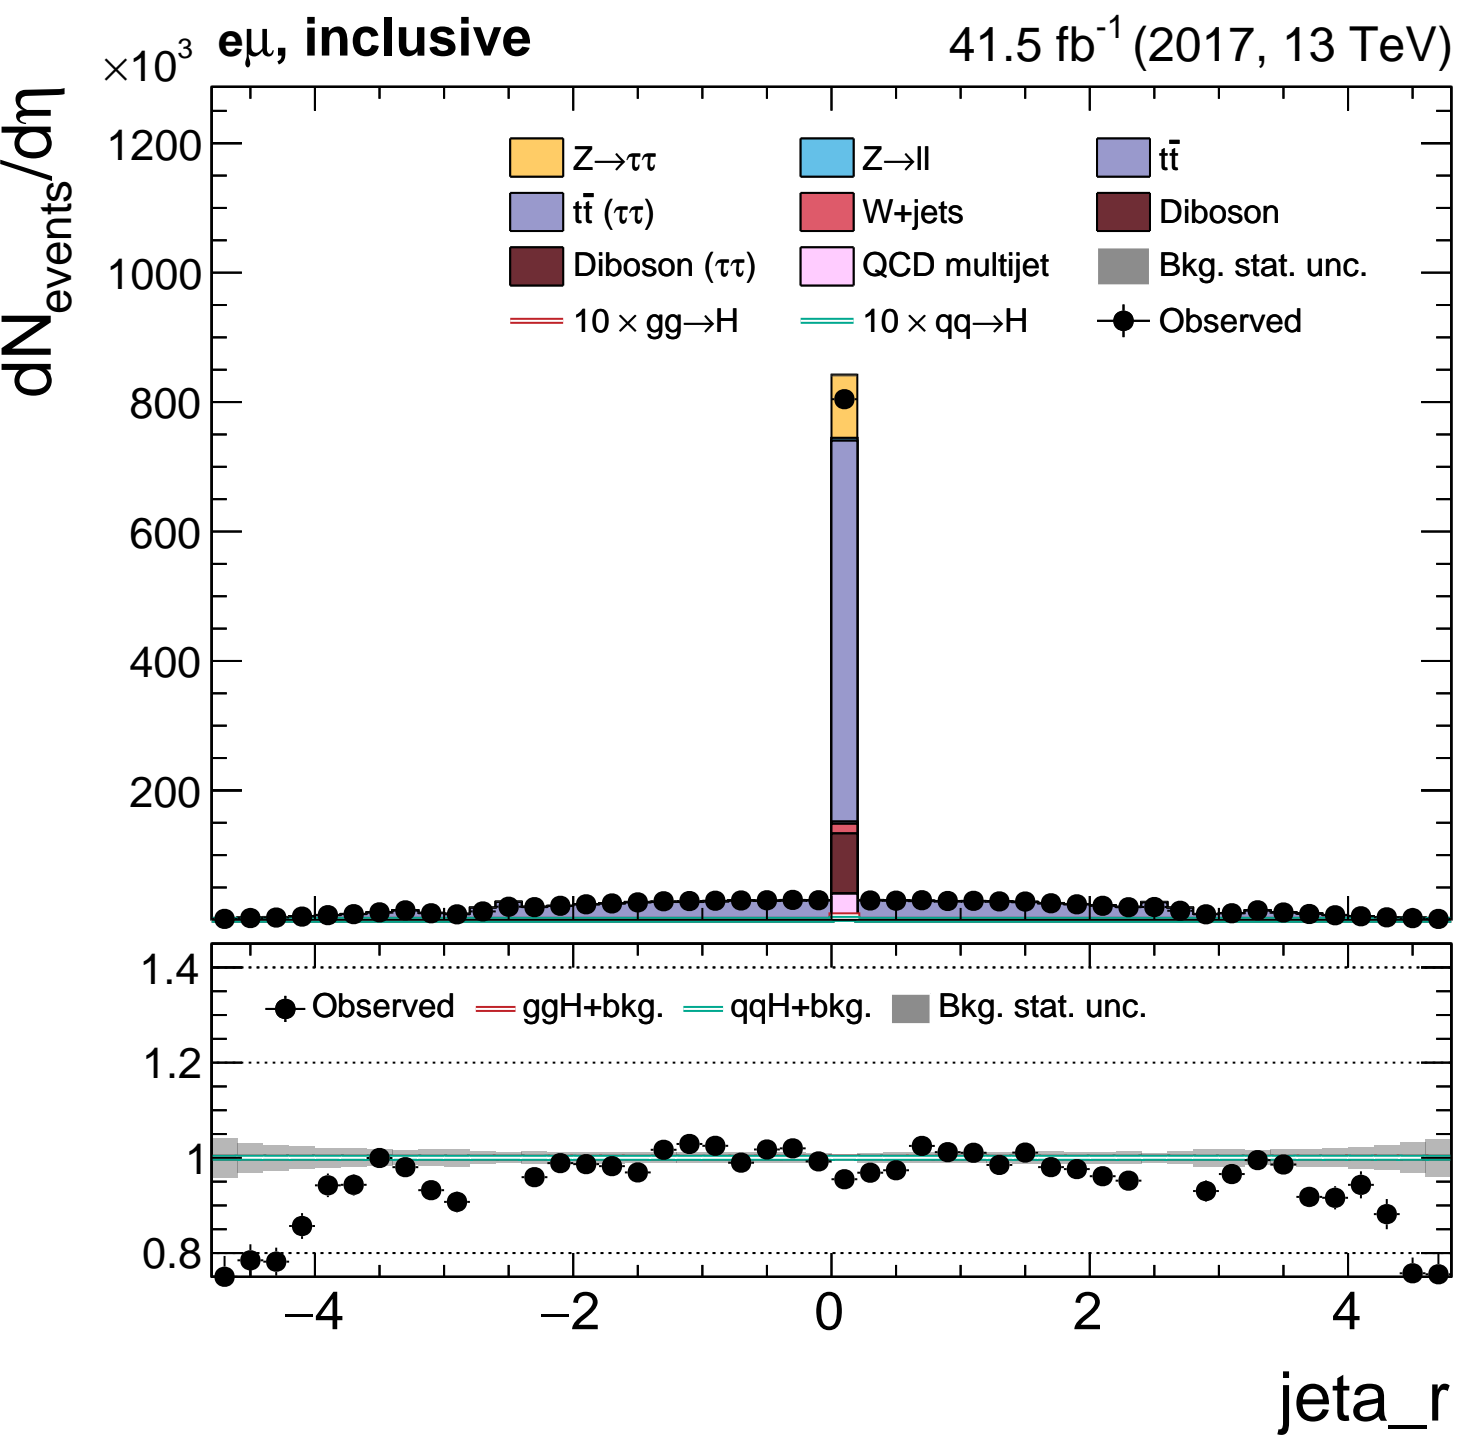 ×10³ eμ, inclusive 41.5 fb⁻¹ (2017, 13 TeV)
dN_events/dη
1200
1000
800
600
400
200
Z→ττ Z→ll tt̄
tt̄ (ττ) W+jets Diboson
Diboson (ττ) QCD multijet Bkg. stat. unc.
10 × gg→H 10 × qq→H Observed
1.4
1.2
1
0.8
Observed ggH+bkg. qqH+bkg. Bkg. stat. unc.
−4 −2 0 2 4
jeta_r